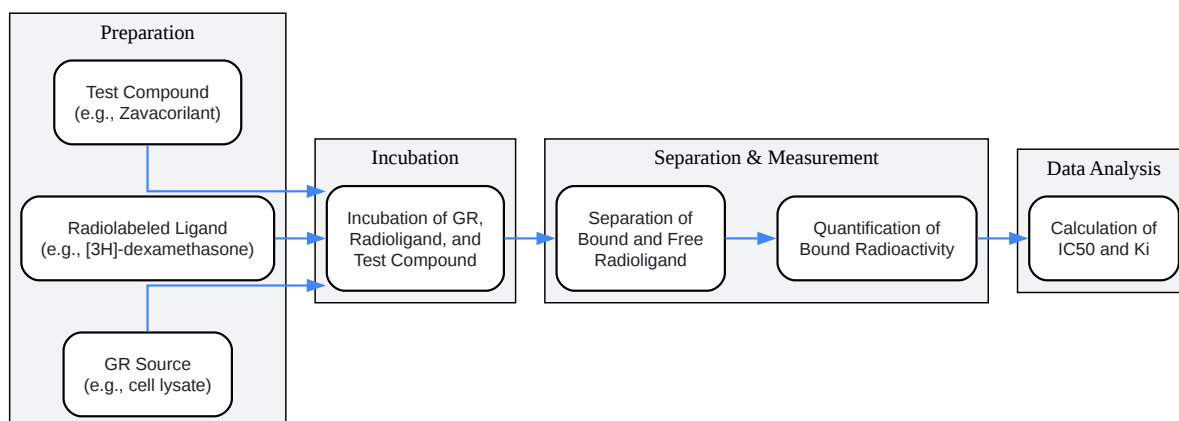 Preparation
Test Compound
(e.g., Zavacorilant)
Radiolabeled Ligand
(e.g., [3H]-dexamethasone)
GR Source
(e.g., cell lysate)
Incubation
Incubation of GR,
Radioligand, and
Test Compound
Separation & Measurement
Separation of
Bound and Free
Radioligand
Quantification of
Bound Radioactivity
Data Analysis
Calculation of
IC50 and Ki